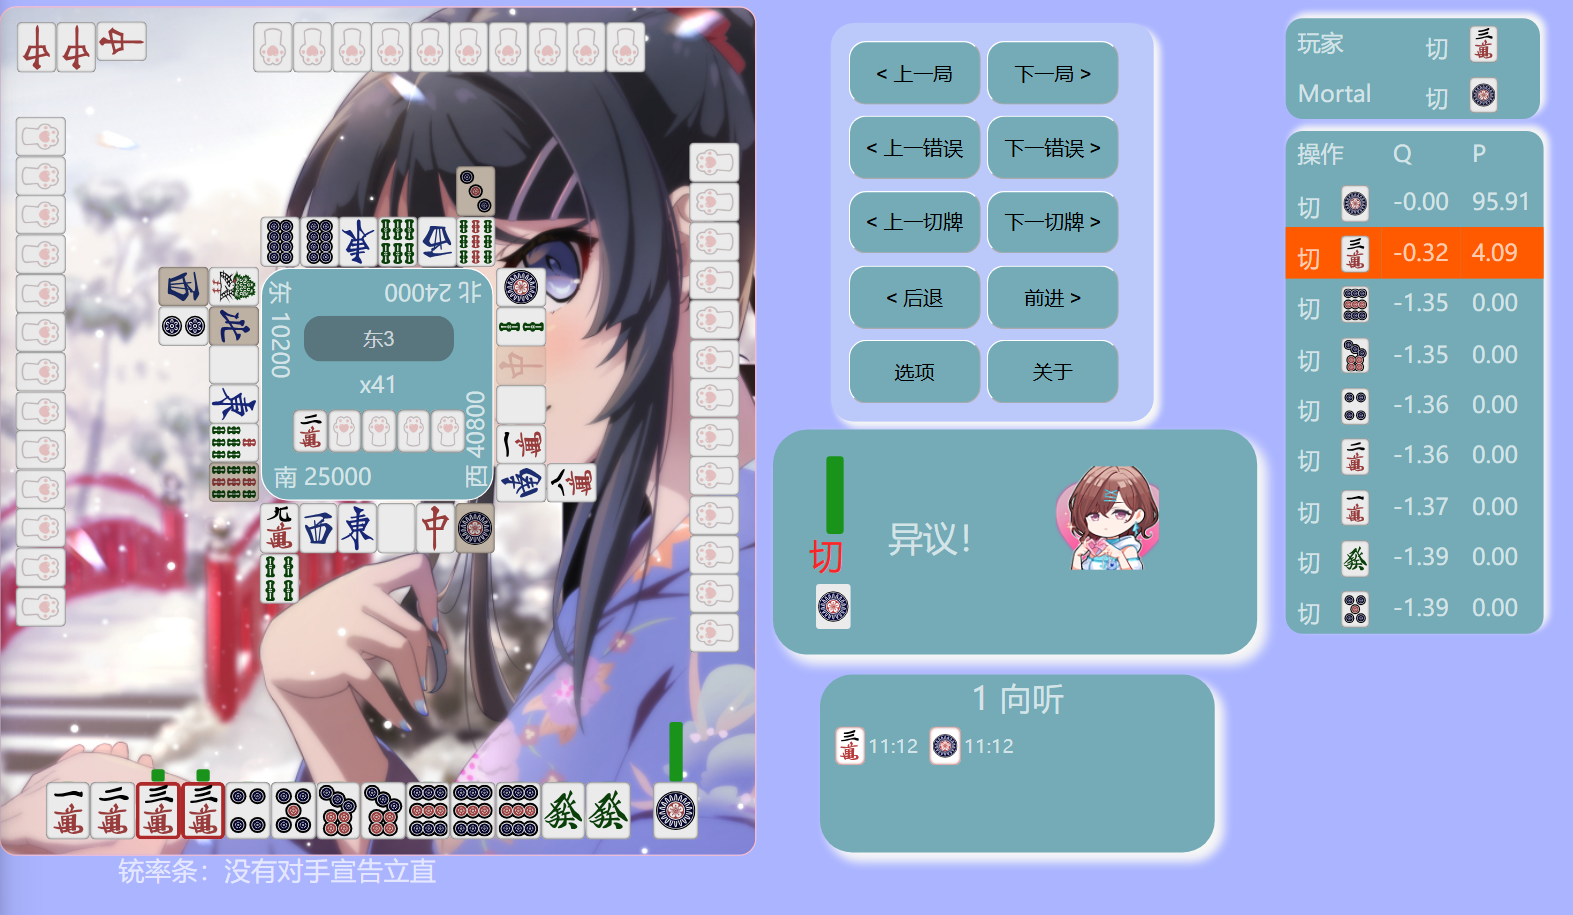 北 24000
东 10200
东3
x41
西 40800
南 25000
铳率条：没有对手宣告立直
< 上一局
下一局 >
< 上一错误
下一错误 >
< 上一切牌
下一切牌 >
< 后退
前进 >
选项
关于
切
异议！
1 向听
11:12 11:12
玩家 切
Mortal 切
操作 Q P
切 -0.00 95.91
切 -0.32 4.09
切 -1.35 0.00
切 -1.35 0.00
切 -1.36 0.00
切 -1.36 0.00
切 -1.37 0.00
切 -1.39 0.00
切 -1.39 0.00